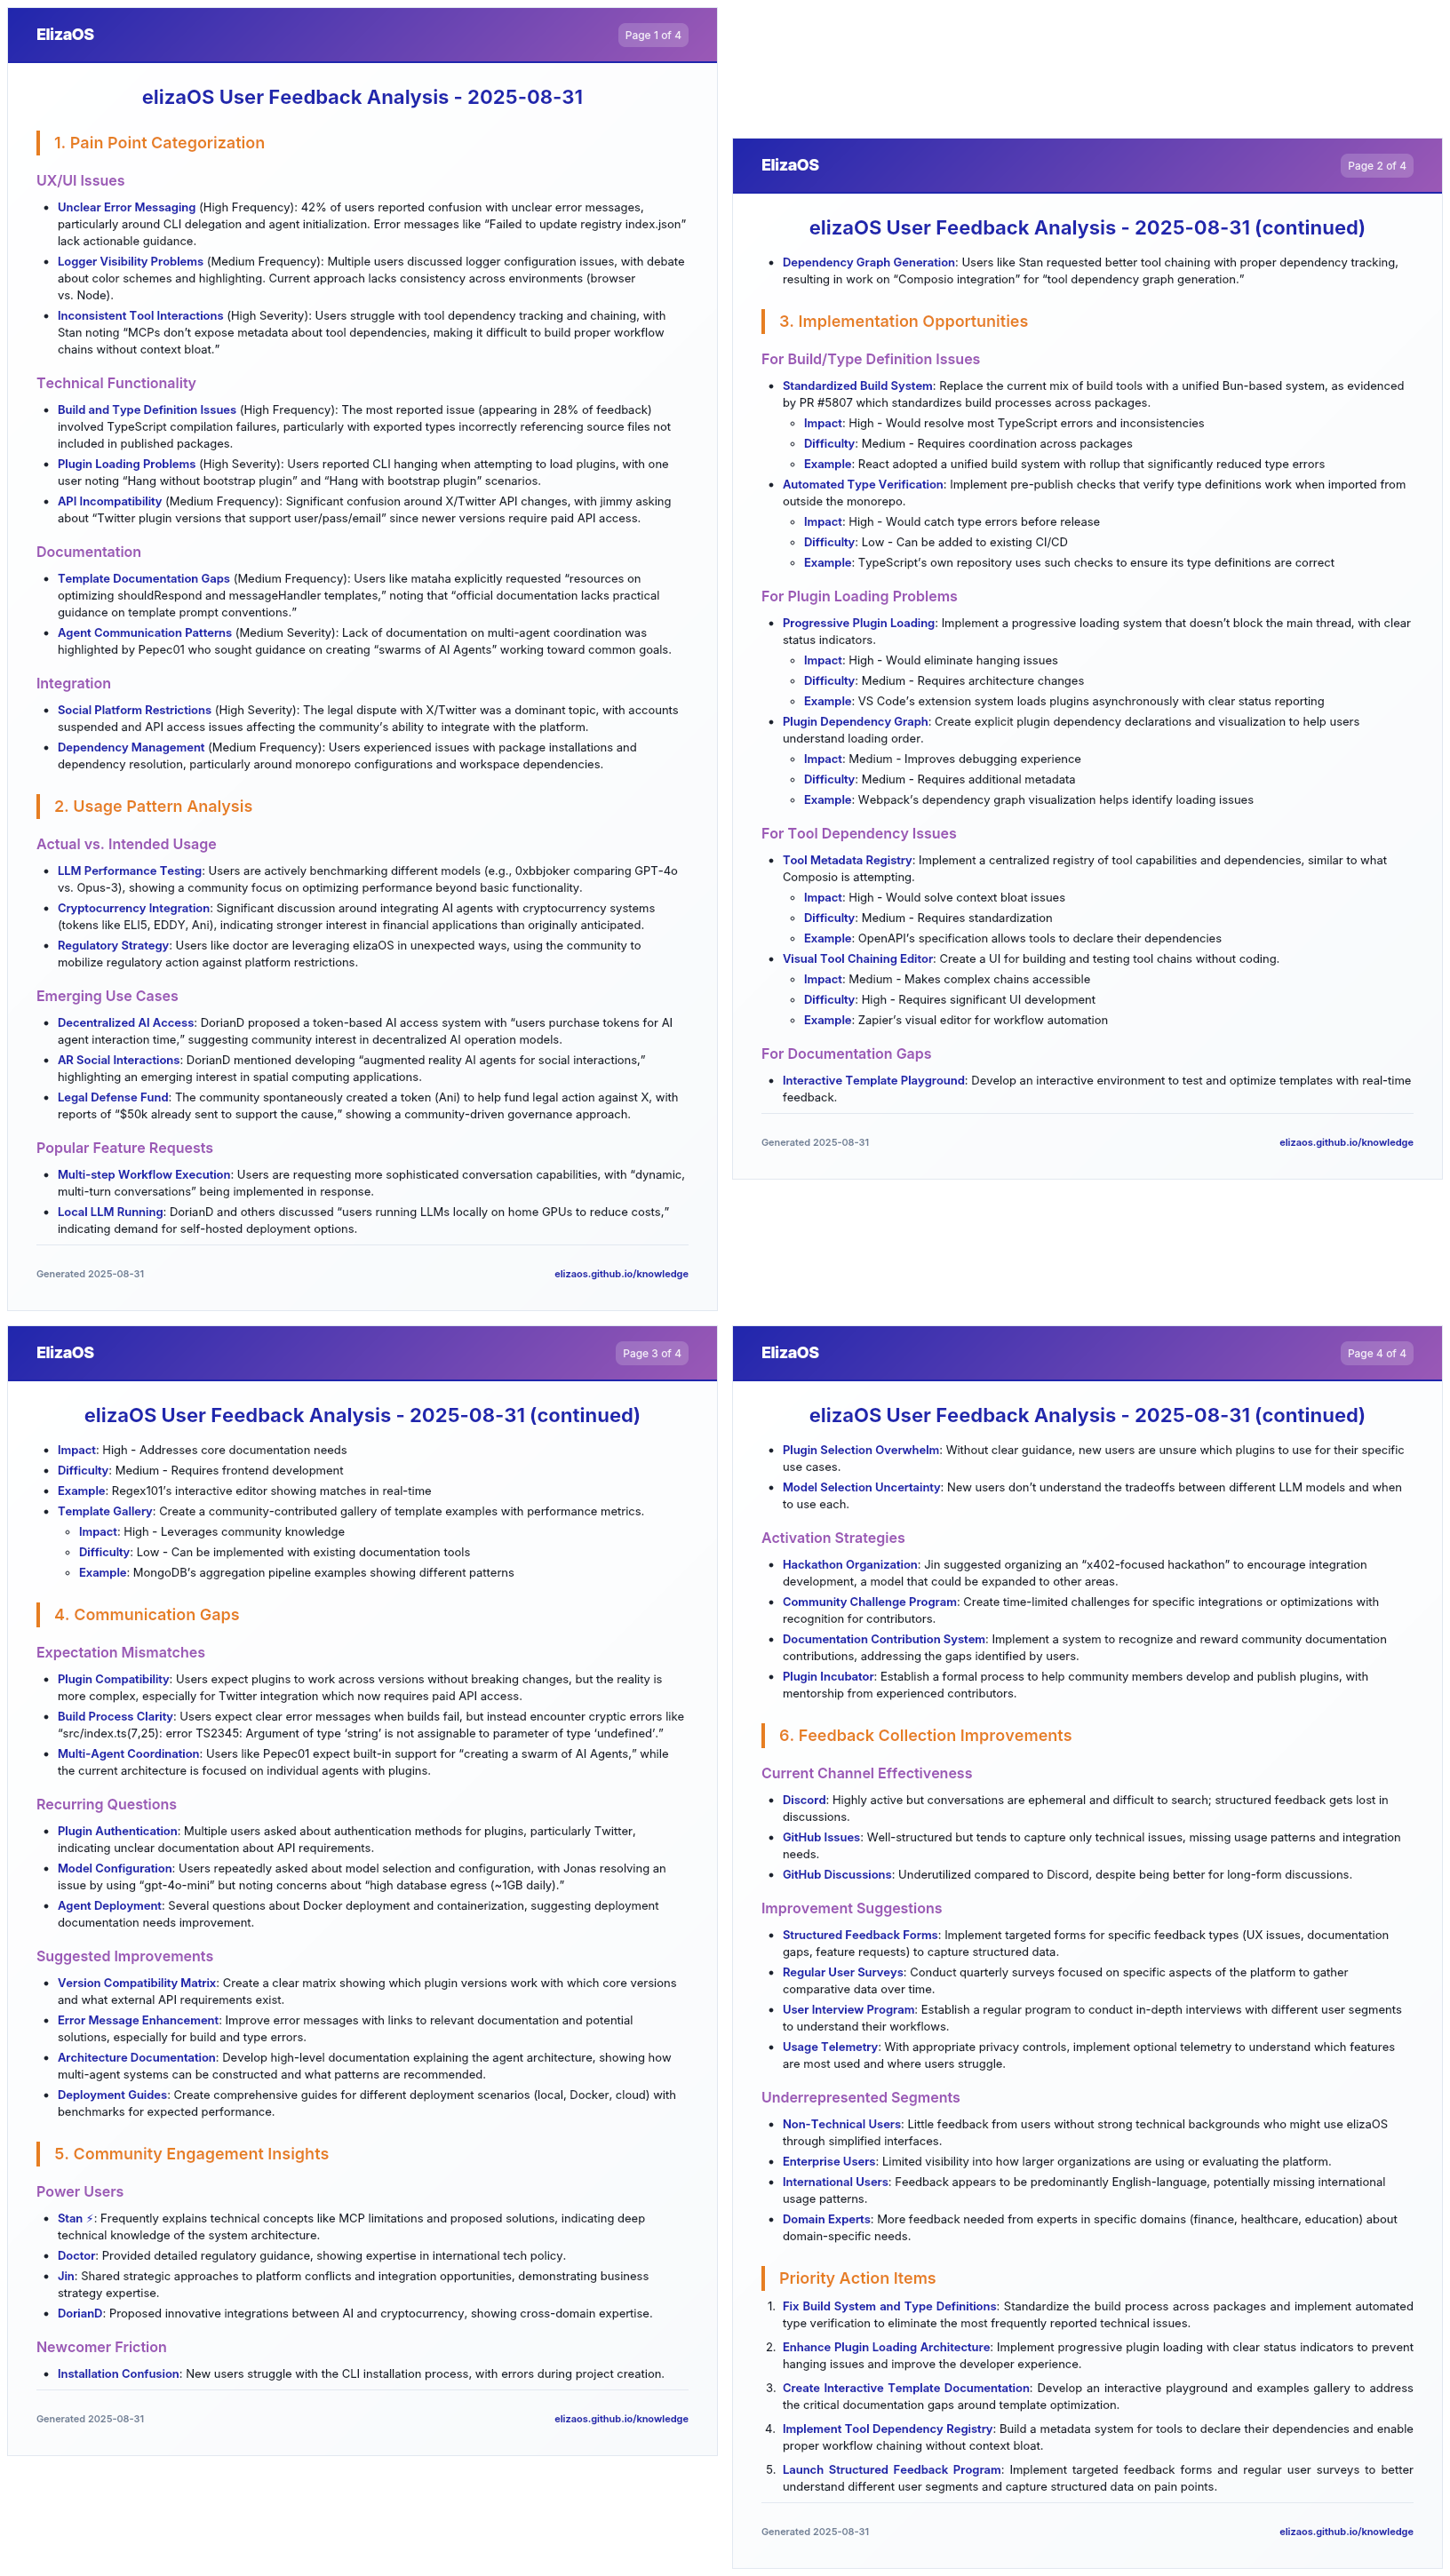 ElizaOS
Page 1 of 4
elizaOS User Feedback Analysis - 2025-08-31
1. Pain Point Categorization
UX/UI Issues
• Unclear Error Messaging (High Frequency): 42% of users reported confusion with unclear error messages,
particularly around CLI delegation and agent initialization. Error messages like “Failed to update registry index.json”
lack actionable guidance.
• Logger Visibility Problems (Medium Frequency): Multiple users discussed logger configuration issues, with debate
about color schemes and highlighting. Current approach lacks consistency across environments (browser
vs. Node).
• Inconsistent Tool Interactions (High Severity): Users struggle with tool dependency tracking and chaining, with
Stan noting “MCPs don’t expose metadata about tool dependencies, making it difficult to build proper workflow
chains without context bloat.”
Technical Functionality
• Build and Type Definition Issues (High Frequency): The most reported issue (appearing in 28% of feedback)
involved TypeScript compilation failures, particularly with exported types incorrectly referencing source files not
included in published packages.
• Plugin Loading Problems (High Severity): Users reported CLI hanging when attempting to load plugins, with one
user noting “Hang without bootstrap plugin” and “Hang with bootstrap plugin” scenarios.
• API Incompatibility (Medium Frequency): Significant confusion around X/Twitter API changes, with jimmy asking
about “Twitter plugin versions that support user/pass/email” since newer versions require paid API access.
Documentation
• Template Documentation Gaps (Medium Frequency): Users like mataha explicitly requested “resources on
optimizing shouldRespond and messageHandler templates,” noting that “official documentation lacks practical
guidance on template prompt conventions.”
• Agent Communication Patterns (Medium Severity): Lack of documentation on multi-agent coordination was
highlighted by Pepec01 who sought guidance on creating “swarms of AI Agents” working toward common goals.
Integration
• Social Platform Restrictions (High Severity): The legal dispute with X/Twitter was a dominant topic, with accounts
suspended and API access issues affecting the community’s ability to integrate with the platform.
• Dependency Management (Medium Frequency): Users experienced issues with package installations and
dependency resolution, particularly around monorepo configurations and workspace dependencies.
2. Usage Pattern Analysis
Actual vs. Intended Usage
• LLM Performance Testing: Users are actively benchmarking different models (e.g., 0xbbjoker comparing GPT-4o
vs. Opus-3), showing a community focus on optimizing performance beyond basic functionality.
• Cryptocurrency Integration: Significant discussion around integrating AI agents with cryptocurrency systems
(tokens like ELI5, EDDY, Ani), indicating stronger interest in financial applications than originally anticipated.
• Regulatory Strategy: Users like doctor are leveraging elizaOS in unexpected ways, using the community to
mobilize regulatory action against platform restrictions.
Emerging Use Cases
• Decentralized AI Access: DorianD proposed a token-based AI access system with “users purchase tokens for AI
agent interaction time,” suggesting community interest in decentralized AI operation models.
• AR Social Interactions: DorianD mentioned developing “augmented reality AI agents for social interactions,”
highlighting an emerging interest in spatial computing applications.
• Legal Defense Fund: The community spontaneously created a token (Ani) to help fund legal action against X, with
reports of “$50k already sent to support the cause,” showing a community-driven governance approach.
Popular Feature Requests
• Multi-step Workflow Execution: Users are requesting more sophisticated conversation capabilities, with “dynamic,
multi-turn conversations” being implemented in response.
• Local LLM Running: DorianD and others discussed “users running LLMs locally on home GPUs to reduce costs,”
indicating demand for self-hosted deployment options.
Generated 2025-08-31
elizaos.github.io/knowledge
ElizaOS
Page 2 of 4
elizaOS User Feedback Analysis - 2025-08-31 (continued)
• Dependency Graph Generation: Users like Stan requested better tool chaining with proper dependency tracking,
resulting in work on “Composio integration” for “tool dependency graph generation.”
3. Implementation Opportunities
For Build/Type Definition Issues
• Standardized Build System: Replace the current mix of build tools with a unified Bun-based system, as evidenced
by PR #5807 which standardizes build processes across packages.
◦ Impact: High - Would resolve most TypeScript errors and inconsistencies
◦ Difficulty: Medium - Requires coordination across packages
◦ Example: React adopted a unified build system with rollup that significantly reduced type errors
• Automated Type Verification: Implement pre-publish checks that verify type definitions work when imported from
outside the monorepo.
◦ Impact: High - Would catch type errors before release
◦ Difficulty: Low - Can be added to existing CI/CD
◦ Example: TypeScript’s own repository uses such checks to ensure its type definitions are correct
For Plugin Loading Problems
• Progressive Plugin Loading: Implement a progressive loading system that doesn’t block the main thread, with clear
status indicators.
◦ Impact: High - Would eliminate hanging issues
◦ Difficulty: Medium - Requires architecture changes
◦ Example: VS Code’s extension system loads plugins asynchronously with clear status reporting
• Plugin Dependency Graph: Create explicit plugin dependency declarations and visualization to help users
understand loading order.
◦ Impact: Medium - Improves debugging experience
◦ Difficulty: Medium - Requires additional metadata
◦ Example: Webpack’s dependency graph visualization helps identify loading issues
For Tool Dependency Issues
• Tool Metadata Registry: Implement a centralized registry of tool capabilities and dependencies, similar to what
Composio is attempting.
◦ Impact: High - Would solve context bloat issues
◦ Difficulty: Medium - Requires standardization
◦ Example: OpenAPI’s specification allows tools to declare their dependencies
• Visual Tool Chaining Editor: Create a UI for building and testing tool chains without coding.
◦ Impact: Medium - Makes complex chains accessible
◦ Difficulty: High - Requires significant UI development
◦ Example: Zapier’s visual editor for workflow automation
For Documentation Gaps
• Interactive Template Playground: Develop an interactive environment to test and optimize templates with real-time
feedback.
Generated 2025-08-31
elizaos.github.io/knowledge
ElizaOS
Page 3 of 4
elizaOS User Feedback Analysis - 2025-08-31 (continued)
• Impact: High - Addresses core documentation needs
• Difficulty: Medium - Requires frontend development
• Example: Regex101’s interactive editor showing matches in real-time
• Template Gallery: Create a community-contributed gallery of template examples with performance metrics.
◦ Impact: High - Leverages community knowledge
◦ Difficulty: Low - Can be implemented with existing documentation tools
◦ Example: MongoDB’s aggregation pipeline examples showing different patterns
4. Communication Gaps
Expectation Mismatches
• Plugin Compatibility: Users expect plugins to work across versions without breaking changes, but the reality is
more complex, especially for Twitter integration which now requires paid API access.
• Build Process Clarity: Users expect clear error messages when builds fail, but instead encounter cryptic errors like
“src/index.ts(7,25): error TS2345: Argument of type ‘string’ is not assignable to parameter of type ‘undefined’.”
• Multi-Agent Coordination: Users like Pepec01 expect built-in support for “creating a swarm of AI Agents,” while
the current architecture is focused on individual agents with plugins.
Recurring Questions
• Plugin Authentication: Multiple users asked about authentication methods for plugins, particularly Twitter,
indicating unclear documentation about API requirements.
• Model Configuration: Users repeatedly asked about model selection and configuration, with Jonas resolving an
issue by using “gpt-4o-mini” but noting concerns about “high database egress (~1GB daily).”
• Agent Deployment: Several questions about Docker deployment and containerization, suggesting deployment
documentation needs improvement.
Suggested Improvements
• Version Compatibility Matrix: Create a clear matrix showing which plugin versions work with which core versions
and what external API requirements exist.
• Error Message Enhancement: Improve error messages with links to relevant documentation and potential
solutions, especially for build and type errors.
• Architecture Documentation: Develop high-level documentation explaining the agent architecture, showing how
multi-agent systems can be constructed and what patterns are recommended.
• Deployment Guides: Create comprehensive guides for different deployment scenarios (local, Docker, cloud) with
benchmarks for expected performance.
5. Community Engagement Insights
Power Users
• Stan ⚡: Frequently explains technical concepts like MCP limitations and proposed solutions, indicating deep
technical knowledge of the system architecture.
• Doctor: Provided detailed regulatory guidance, showing expertise in international tech policy.
• Jin: Shared strategic approaches to platform conflicts and integration opportunities, demonstrating business
strategy expertise.
• DorianD: Proposed innovative integrations between AI and cryptocurrency, showing cross-domain expertise.
Newcomer Friction
• Installation Confusion: New users struggle with the CLI installation process, with errors during project creation.
Generated 2025-08-31
elizaos.github.io/knowledge
ElizaOS
Page 4 of 4
elizaOS User Feedback Analysis - 2025-08-31 (continued)
• Plugin Selection Overwhelm: Without clear guidance, new users are unsure which plugins to use for their specific
use cases.
• Model Selection Uncertainty: New users don’t understand the tradeoffs between different LLM models and when
to use each.
Activation Strategies
• Hackathon Organization: Jin suggested organizing an “x402-focused hackathon” to encourage integration
development, a model that could be expanded to other areas.
• Community Challenge Program: Create time-limited challenges for specific integrations or optimizations with
recognition for contributors.
• Documentation Contribution System: Implement a system to recognize and reward community documentation
contributions, addressing the gaps identified by users.
• Plugin Incubator: Establish a formal process to help community members develop and publish plugins, with
mentorship from experienced contributors.
6. Feedback Collection Improvements
Current Channel Effectiveness
• Discord: Highly active but conversations are ephemeral and difficult to search; structured feedback gets lost in
discussions.
• GitHub Issues: Well-structured but tends to capture only technical issues, missing usage patterns and integration
needs.
• GitHub Discussions: Underutilized compared to Discord, despite being better for long-form discussions.
Improvement Suggestions
• Structured Feedback Forms: Implement targeted forms for specific feedback types (UX issues, documentation
gaps, feature requests) to capture structured data.
• Regular User Surveys: Conduct quarterly surveys focused on specific aspects of the platform to gather
comparative data over time.
• User Interview Program: Establish a regular program to conduct in-depth interviews with different user segments
to understand their workflows.
• Usage Telemetry: With appropriate privacy controls, implement optional telemetry to understand which features
are most used and where users struggle.
Underrepresented Segments
• Non-Technical Users: Little feedback from users without strong technical backgrounds who might use elizaOS
through simplified interfaces.
• Enterprise Users: Limited visibility into how larger organizations are using or evaluating the platform.
• International Users: Feedback appears to be predominantly English-language, potentially missing international
usage patterns.
• Domain Experts: More feedback needed from experts in specific domains (finance, healthcare, education) about
domain-specific needs.
Priority Action Items
1. Fix Build System and Type Definitions: Standardize the build process across packages and implement automated
type verification to eliminate the most frequently reported technical issues.
2. Enhance Plugin Loading Architecture: Implement progressive plugin loading with clear status indicators to prevent
hanging issues and improve the developer experience.
3. Create Interactive Template Documentation: Develop an interactive playground and examples gallery to address
the critical documentation gaps around template optimization.
4. Implement Tool Dependency Registry: Build a metadata system for tools to declare their dependencies and enable
proper workflow chaining without context bloat.
5. Launch Structured Feedback Program: Implement targeted feedback forms and regular user surveys to better
understand different user segments and capture structured data on pain points.
Generated 2025-08-31
elizaos.github.io/knowledge